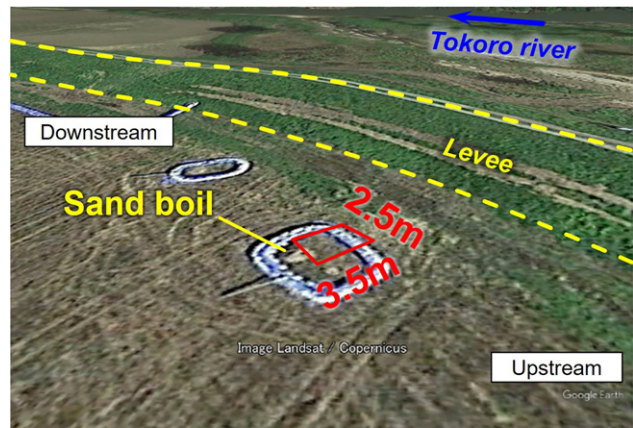 Tokoro river
Downstream
Levee
Sand boil
2.5m
3.5m
Image Landsat / Copernicus
Upstream
Google Earth